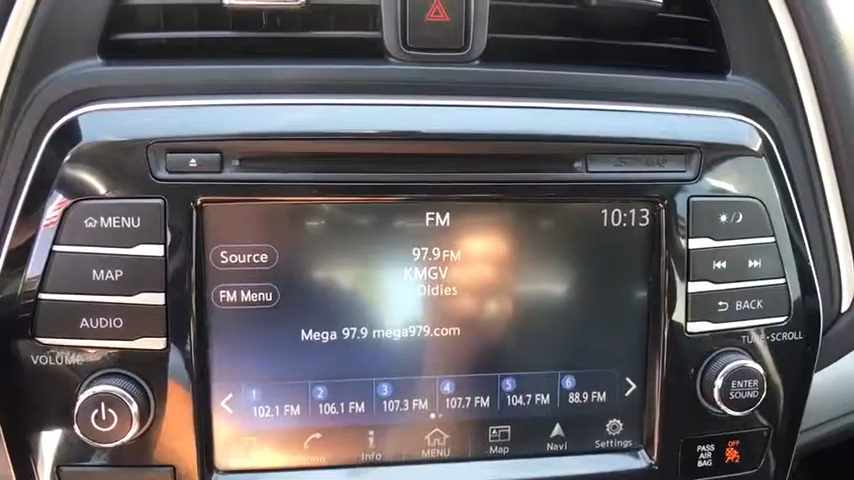 MAP
MENU
MAP
AUDIO
VOLUME
FM
10:13
Source
FM Menu
97.9 FM
KMGV
Oldies
Mega 97.9 mega979.com
1 2 3 4 5 6
102.1 FM 106.1 FM 107.3 FM 107.7 FM 104.7 FM 88.9 FM
Info MENU Map Navi Settings
BACK
TUNE·SCROLL
ENTER
SOUND
PASS
AIR
BAG
OFF